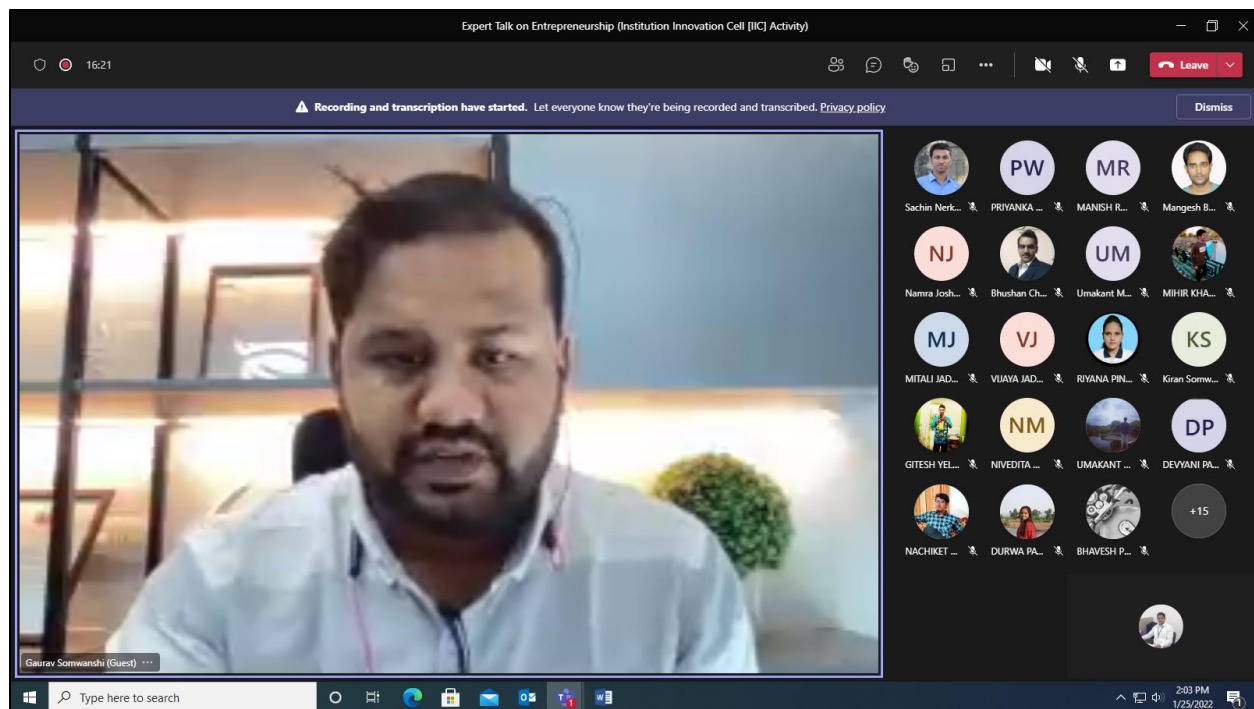 Expert Talk on Entrepreneurship (Institution Innovation Cell [IIC] Activity)
16:21
Leave
Recording and transcription have started. Let everyone know they're being recorded and transcribed. Privacy policy
Dismiss
PW
MR
Sachin Nerk...
PRIYANKA ...
MANISH R...
Mangesh B...
NJ
UM
Namra Josh...
Bhushan Ch...
Umakant M...
MIHIR KHA...
MJ
VJ
KS
MITALI JAD...
VIJAYA JAD...
RIYANA PIN...
Kiran Somw...
NM
DP
GITESH YEL...
NIVEDITA ...
UMAKANT ...
DEVYANI PA...
+15
NACHIKET ...
DURWA PA...
BHAVESH P...
Gaurav Somwanshi (Guest) ...
Type here to search
2:03 PM
1/25/2022